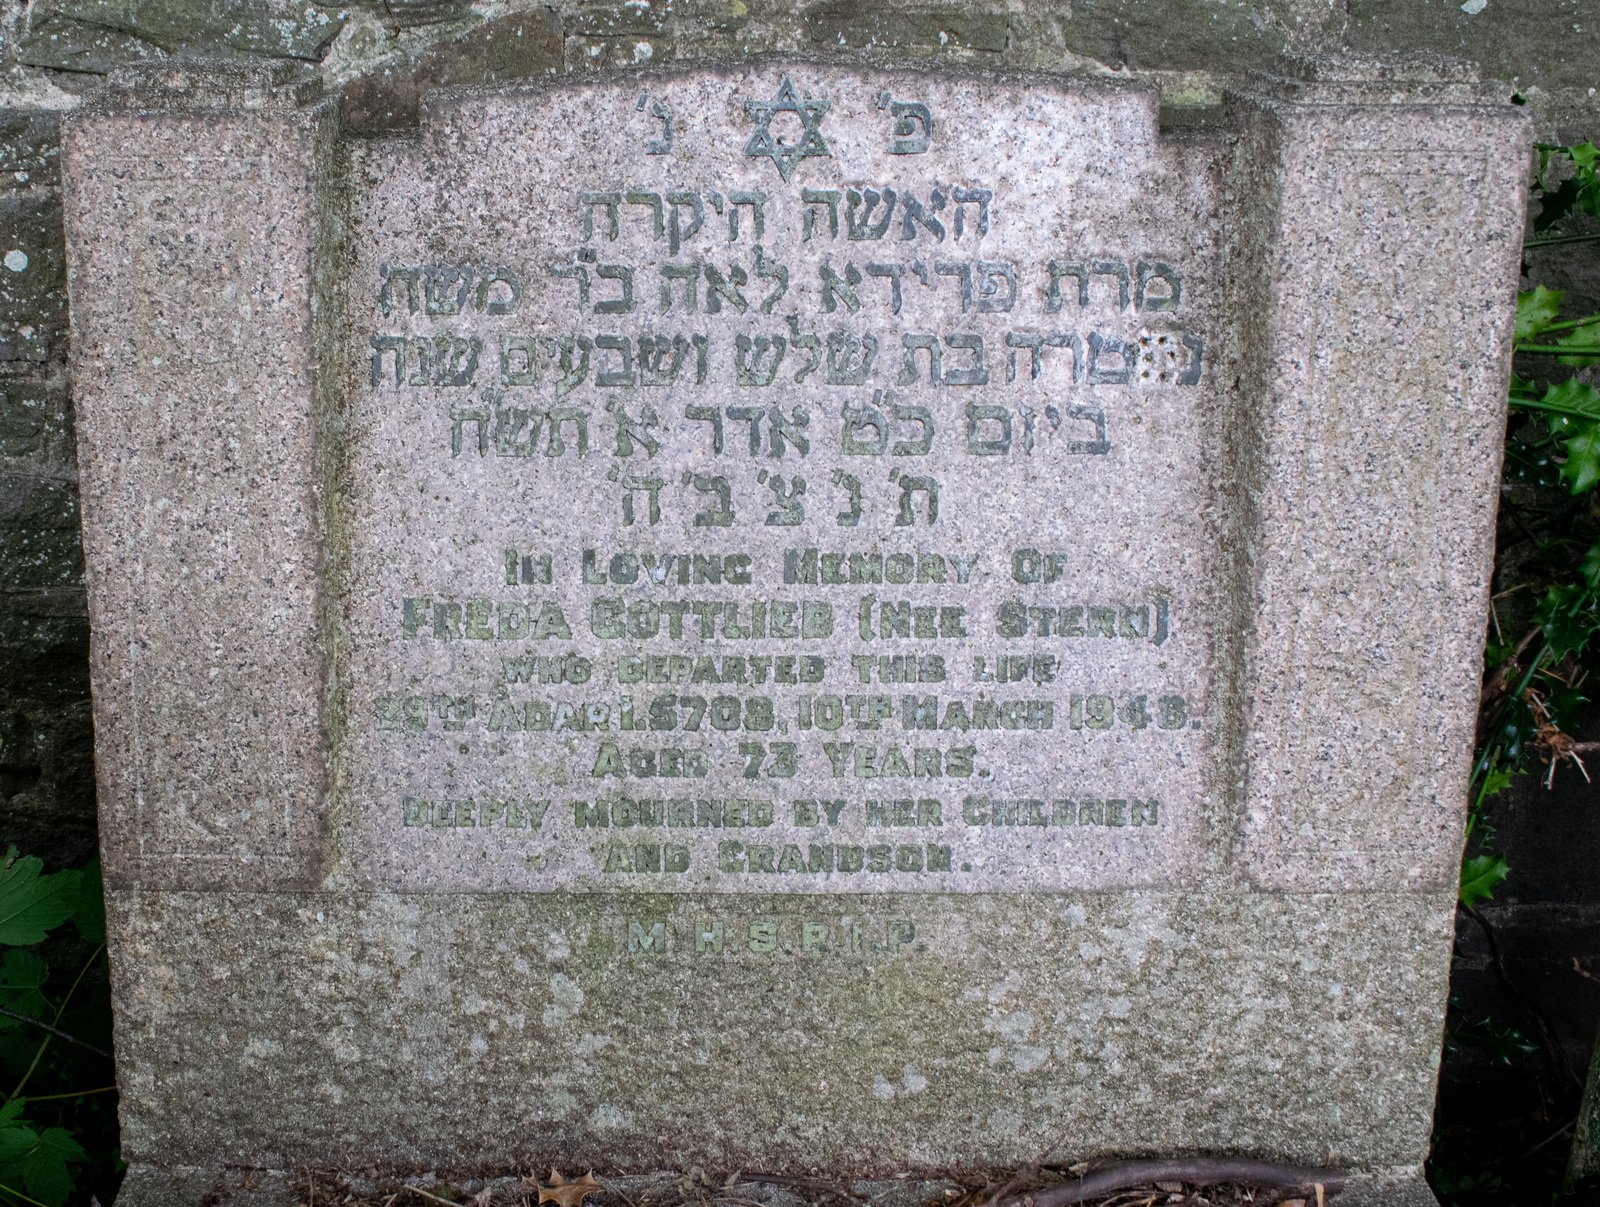 פ' נ'
האשה היקרה
מרת פרידא לאה ב"ר משה
בת שלש ושבעים שנה
ביום כ"ט אדר א' תש"ח
ת' נ' צ' ב' ה'
IN LOVING MEMORY OF
FREDA GOTTLIEB (NEE STERN)
WHO DEPARTED THIS LIFE
29TH ADAR 1.5708, 10TH MARCH 1948.
AGED 73 YEARS.
DEEPLY MOURNED BY HER CHILDREN
AND GRANDSON.
M.H.S.R.I.P.